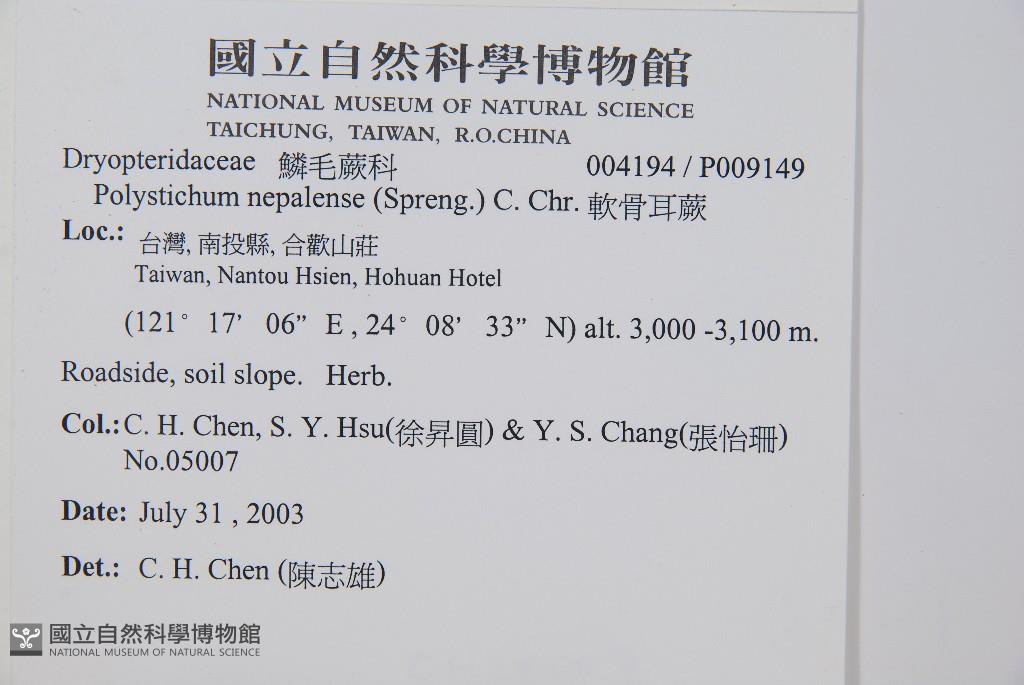 國立自然科學博物館
NATIONAL MUSEUM OF NATURAL SCIENCE
TAICHUNG, TAIWAN, R.O.CHINA
Dryopteridaceae 鱗毛蕨科 004194 / P009149
Polystichum nepalense (Spreng.) C. Chr. 軟骨耳蕨
Loc.: 台灣, 南投縣, 合歡山莊
Taiwan, Nantou Hsien, Hohuan Hotel
(121° 17’ 06” E , 24° 08’ 33” N) alt. 3,000 -3,100 m.
Roadside, soil slope. Herb.
Col.: C. H. Chen, S. Y. Hsu(徐昇圓) & Y. S. Chang(張怡珊)
No.05007
Date: July 31 , 2003
Det.: C. H. Chen (陳志雄)
國立自然科學博物館
NATIONAL MUSEUM OF NATURAL SCIENCE